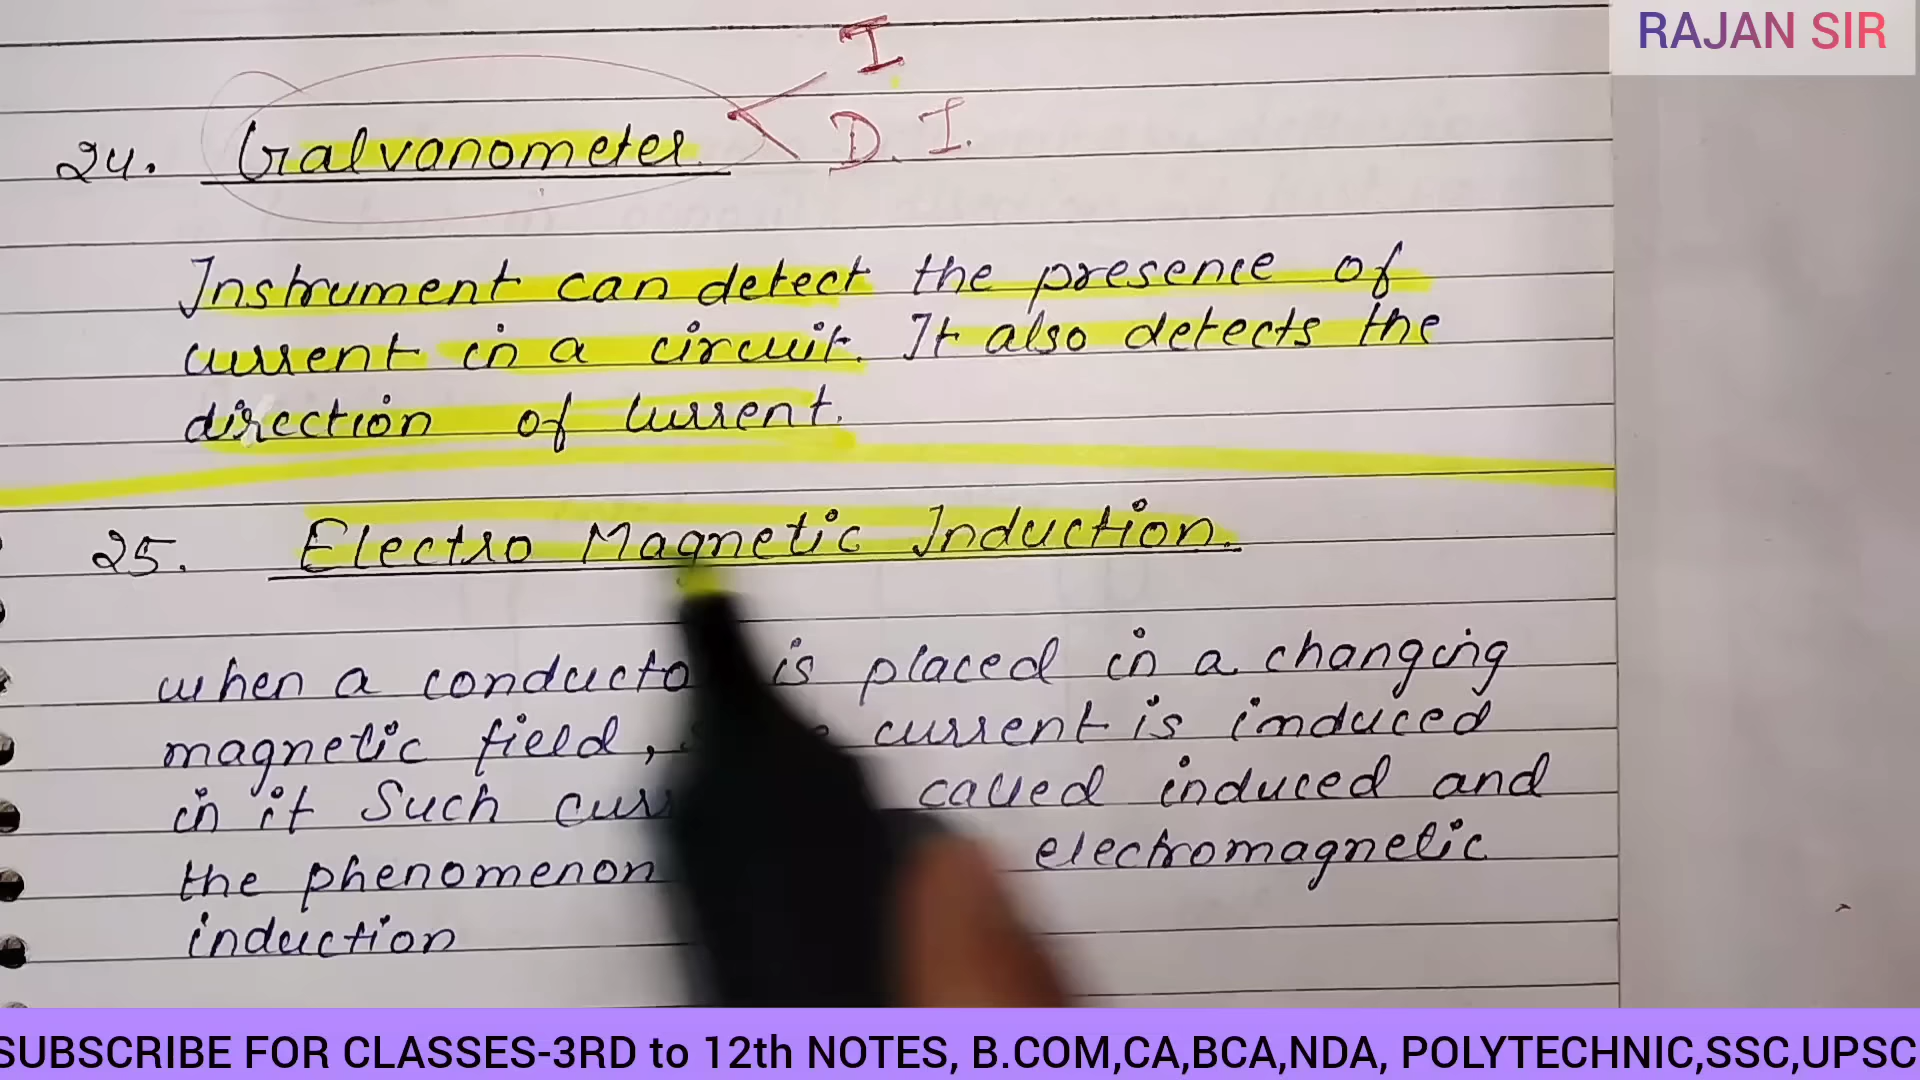 RAJAN SIR
I.
24. Galvanometer.
D. I.
Instrument can detect the presence of
current in a circuit. It also detects the
direction of current.
25. Electro Magnetic Induction.
when a conducto is placed in a changing
magnetic field, current is induced
in it Such curr called induced and
the phenomenon electromagnetic
induction
SUBSCRIBE FOR CLASSES-3RD to 12th NOTES, B.COM,CA,BCA,NDA, POLYTECHNIC,SSC,UPSC